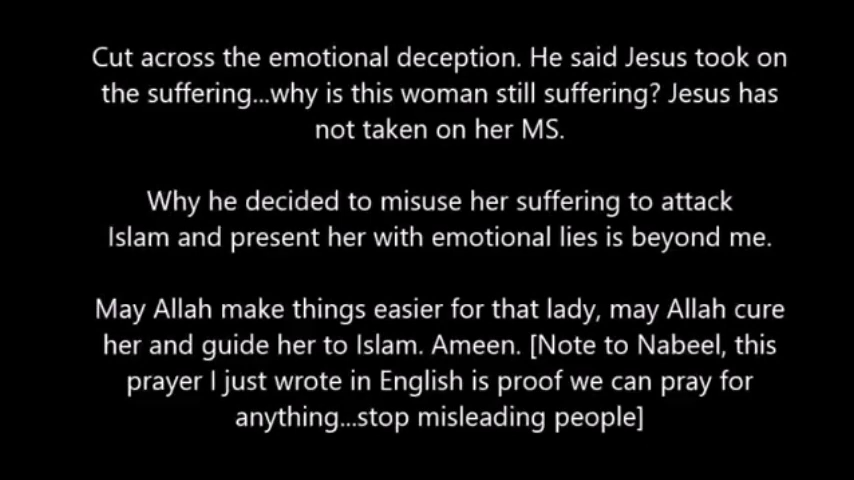 Cut across the emotional deception. He said Jesus took on
the suffering...why is this woman still suffering? Jesus has
not taken on her MS.
Why he decided to misuse her suffering to attack
Islam and present her with emotional lies is beyond me.
May Allah make things easier for that lady, may Allah cure
her and guide her to Islam. Ameen. [Note to Nabeel, this
prayer I just wrote in English is proof we can pray for
anything...stop misleading people]